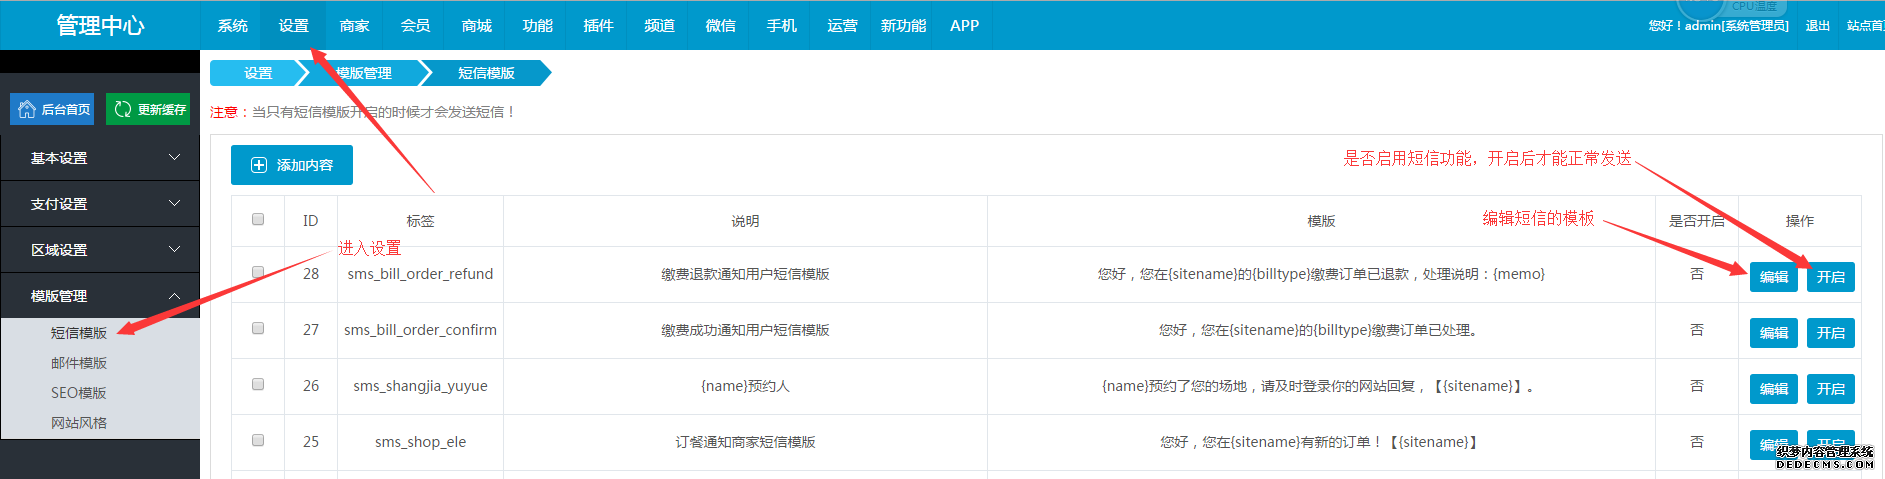 CPU温度
管理中心 系统 设置 商家 会员 商城 功能 插件 频道 微信 手机 运营 新功能 APP 您好！admin[系统管理员] 退出 站点首页
设置 模版管理 短信模版
后台首页 更新缓存
注意：当只有短信模版开启的时候才会发送短信！
基本设置
添加内容
是否启用短信功能，开启后才能正常发送
支付设置
ID 标签 说明 模版 是否开启 操作
编辑短信的模板
区域设置
进入设置
28 sms_bill_order_refund 缴费退款通知用户短信模版 您好，您在{sitename}的{billtype}缴费订单已退款，处理说明：{memo} 否 编辑 开启
模版管理
短信模版
27 sms_bill_order_confirm 缴费成功通知用户短信模版 您好，您在{sitename}的{billtype}缴费订单已处理。 否 编辑 开启
邮件模版
SEO模版
26 sms_shangjia_yuyue {name}预约人 {name}预约了您的场地，请及时登录你的网站回复，【{sitename}】。 否 编辑 开启
网站风格
25 sms_shop_ele 订餐通知商家短信模版 您好，您在{sitename}有新的订单！【{sitename}】 否 编辑 开启
织梦内容管理系统
DEDECMS.COM